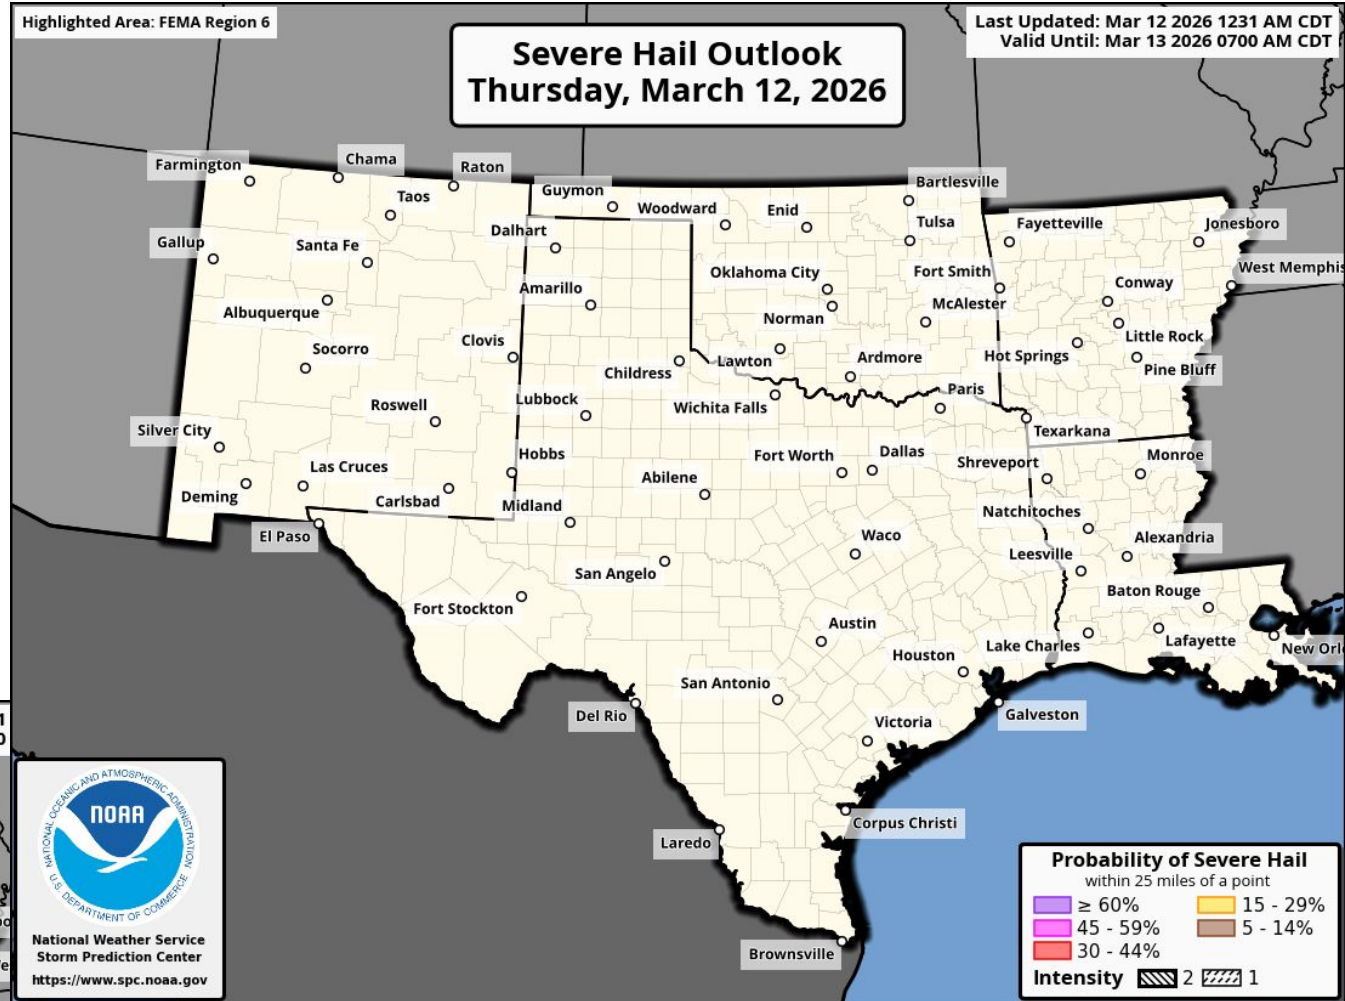 Highlighted Area: FEMA Region 6
Severe Hail Outlook
Thursday, March 12, 2026
Last Updated: Mar 12 2026 1231 AM CDT
Valid Until: Mar 13 2026 0700 AM CDT
Farmington
Chama
Raton
Taos
Guymon
Woodward
Enid
Bartlesville
Tulsa
Fayetteville
Jonesboro
Gallup
Santa Fe
Dalhart
Oklahoma City
Fort Smith
West Memphis
Albuquerque
Amarillo
Norman
McAlester
Conway
Socorro
Clovis
Childress
Lawton
Ardmore
Hot Springs
Little Rock
Pine Bluff
Roswell
Lubbock
Wichita Falls
Paris
Texarkana
Silver City
Las Cruces
Hobbs
Abilene
Fort Worth
Dallas
Shreveport
Monroe
Deming
Carlsbad
Midland
Natchitoches
El Paso
San Angelo
Waco
Leesville
Alexandria
Fort Stockton
Austin
Baton Rouge
Houston
Lake Charles
Lafayette
New Orl
Del Rio
San Antonio
Victoria
Galveston
Laredo
Corpus Christi
Brownsville
1
0
NATIONAL OCEANIC AND ATMOSPHERIC ADMINISTRATION
NOAA
U.S. DEPARTMENT OF COMMERCE
National Weather Service
Storm Prediction Center
https://www.spc.noaa.gov
Probability of Severe Hail
within 25 miles of a point
≥ 60% 15 - 29%
45 - 59% 5 - 14%
30 - 44%
Intensity 2 1